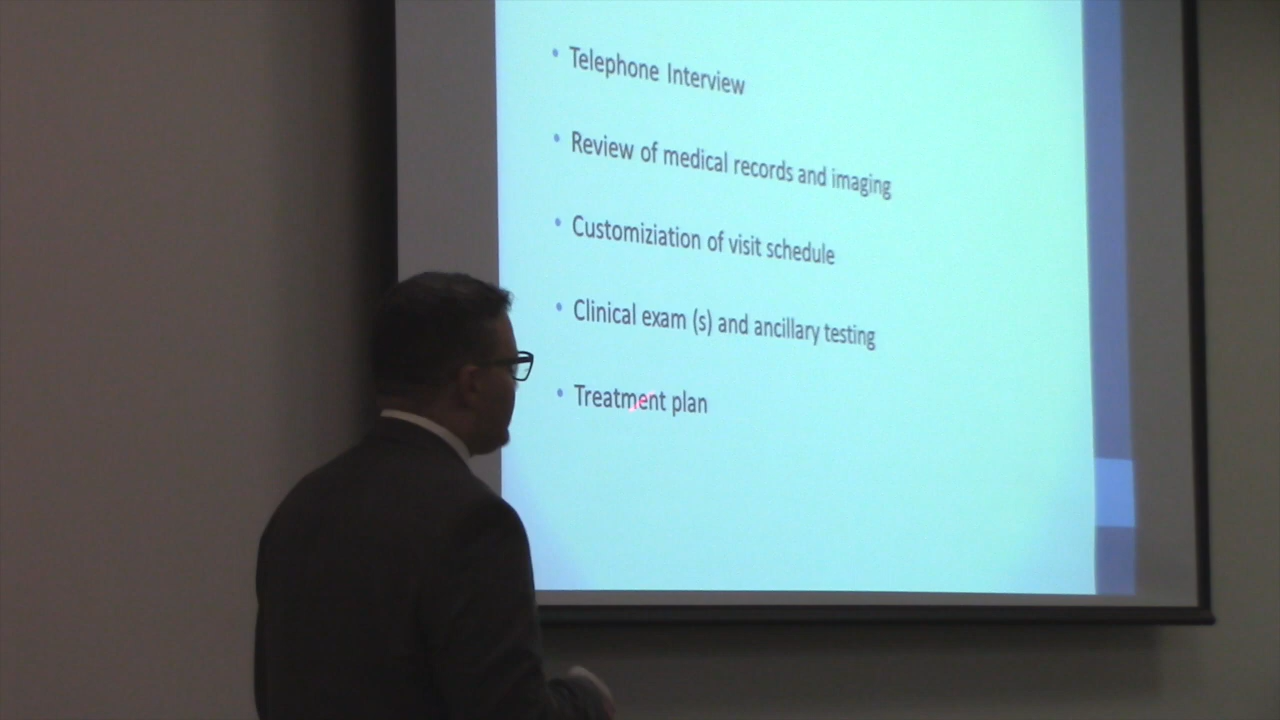 • Telephone Interview
• Review of medical records and imaging
• Customiziation of visit schedule
• Clinical exam (s) and ancillary testing
• Treatment plan